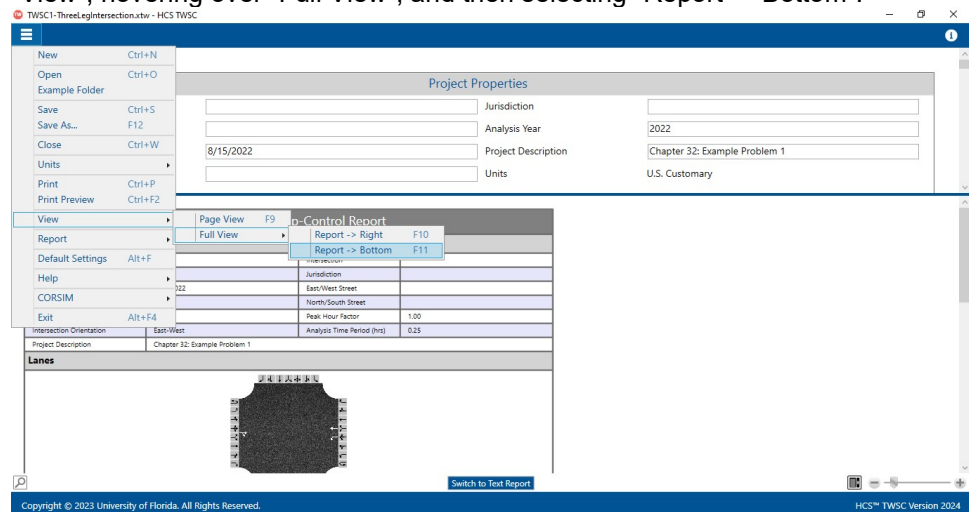 View", hovering over "Full View", and then selecting "Report -> Bottom".
TWSC1-ThreeLegIntersection.xtw - HCS TWSC
New Ctrl+N
Open Ctrl+O
Example Folder
Save Ctrl+S
Save As... F12
Close Ctrl+W
Units
Print Ctrl+P
Print Preview Ctrl+F2
View
Report
Default Settings Alt+F
Help
CORSIM
Exit Alt+F4
Page View F9
Full View
Report -> Right F10
Report -> Bottom F11
Project Properties
Jurisdiction
Analysis Year 2022
8/15/2022 Project Description Chapter 32: Example Problem 1
Units U.S. Customary
p-Control Report
Jurisdiction
022 East/West Street
North/South Street
Peak Hour Factor 1.00
Intersection Orientation East-West Analysis Time Period (hrs) 0.25
Project Description Chapter 32: Example Problem 1
Lanes
Switch to Text Report
Copyright © 2023 University of Florida. All Rights Reserved. HCS™ TWSC Version 2024